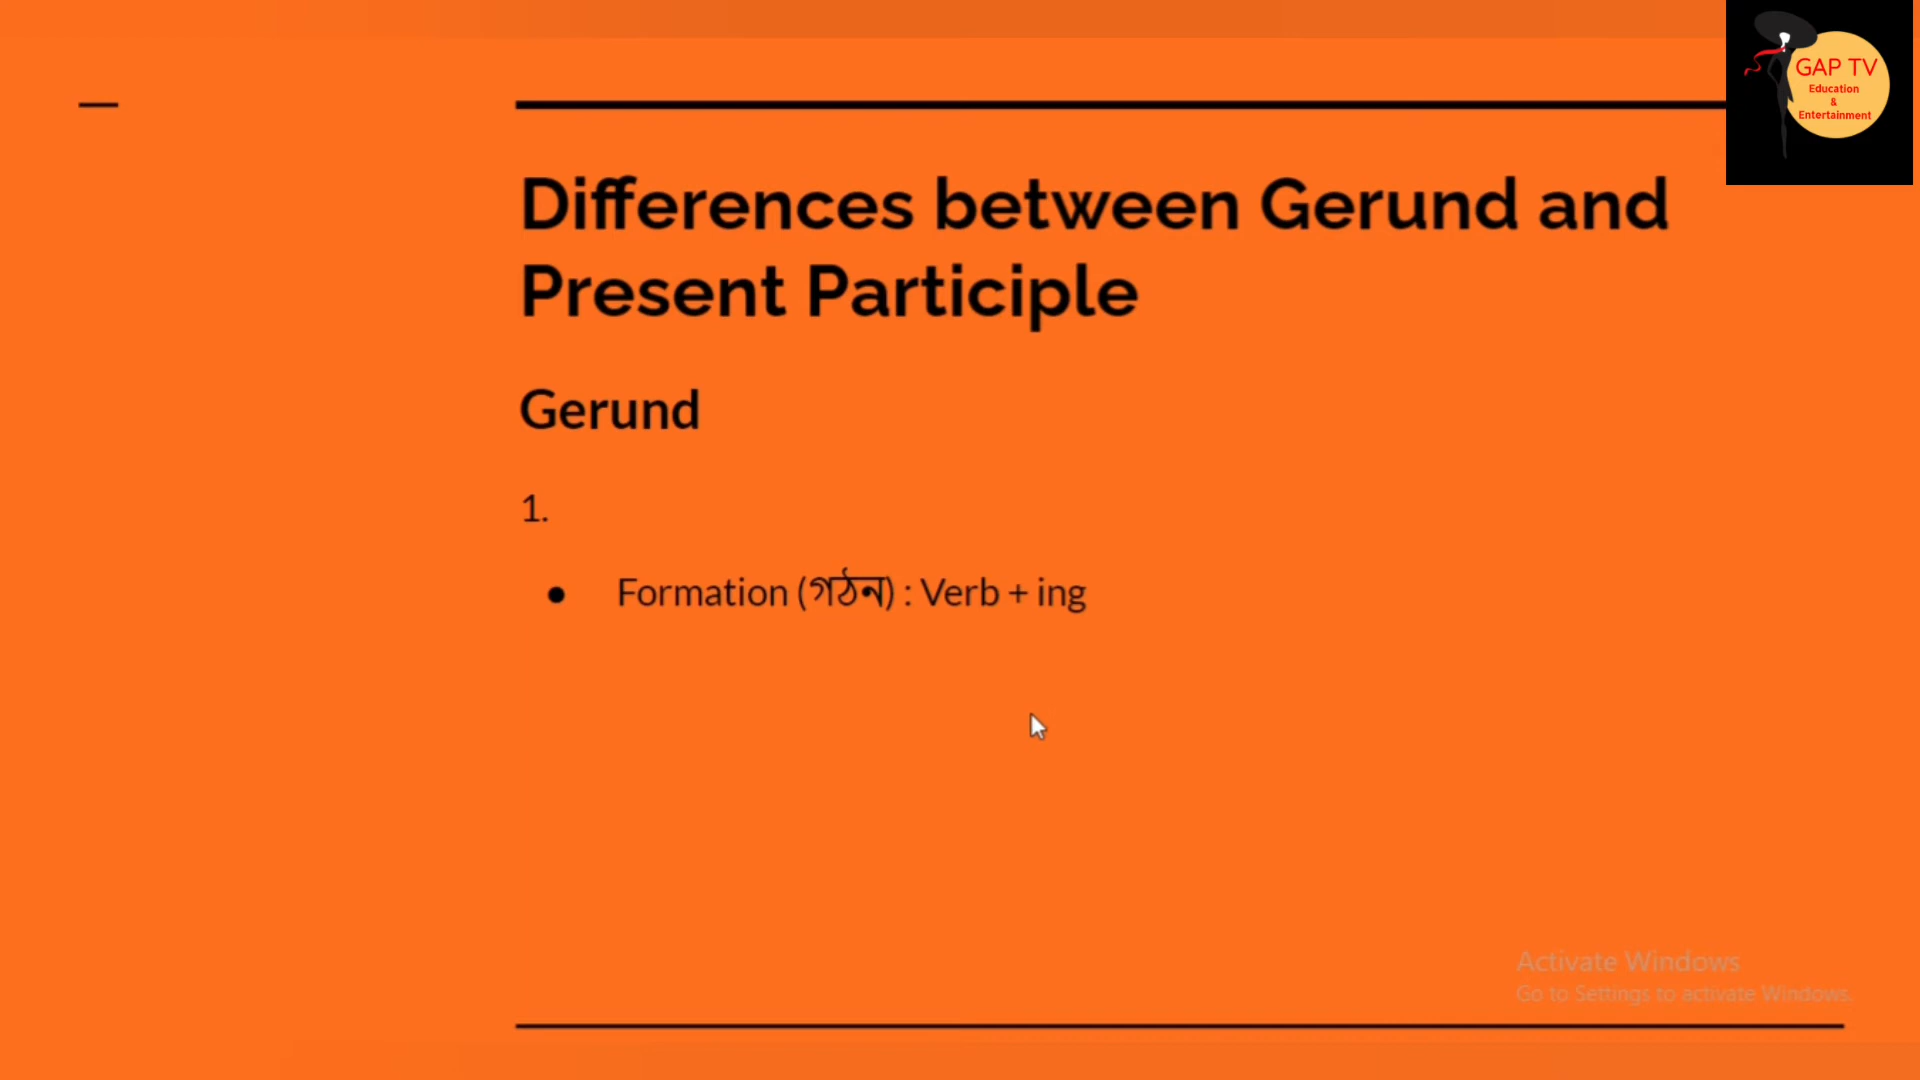 GAP TV
Education
&
Entertainment
Differences between Gerund and
Present Participle
Gerund
1.
● Formation (গঠন) : Verb + ing
Activate Windows
Go to Settings to activate Windows.